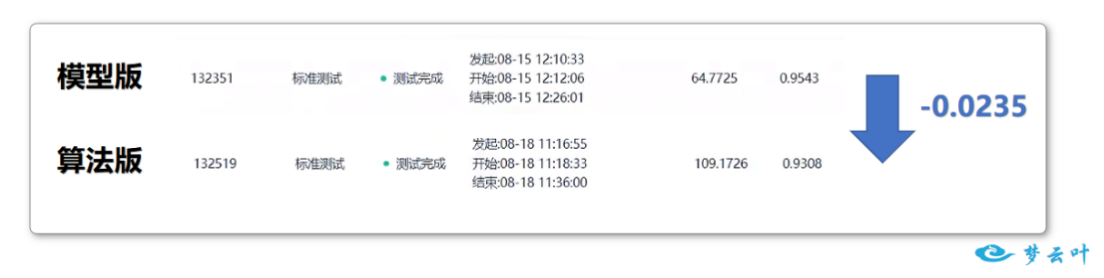 模型版 132351 标准测试 测试完成 发起:08-15 12:10:33
开始:08-15 12:12:06
结束:08-15 12:26:01 64.7725 0.9543
-0.0235
算法版 132519 标准测试 测试完成 发起:08-18 11:16:55
开始:08-18 11:18:33
结束:08-18 11:36:00 109.1726 0.9308
梦云叶